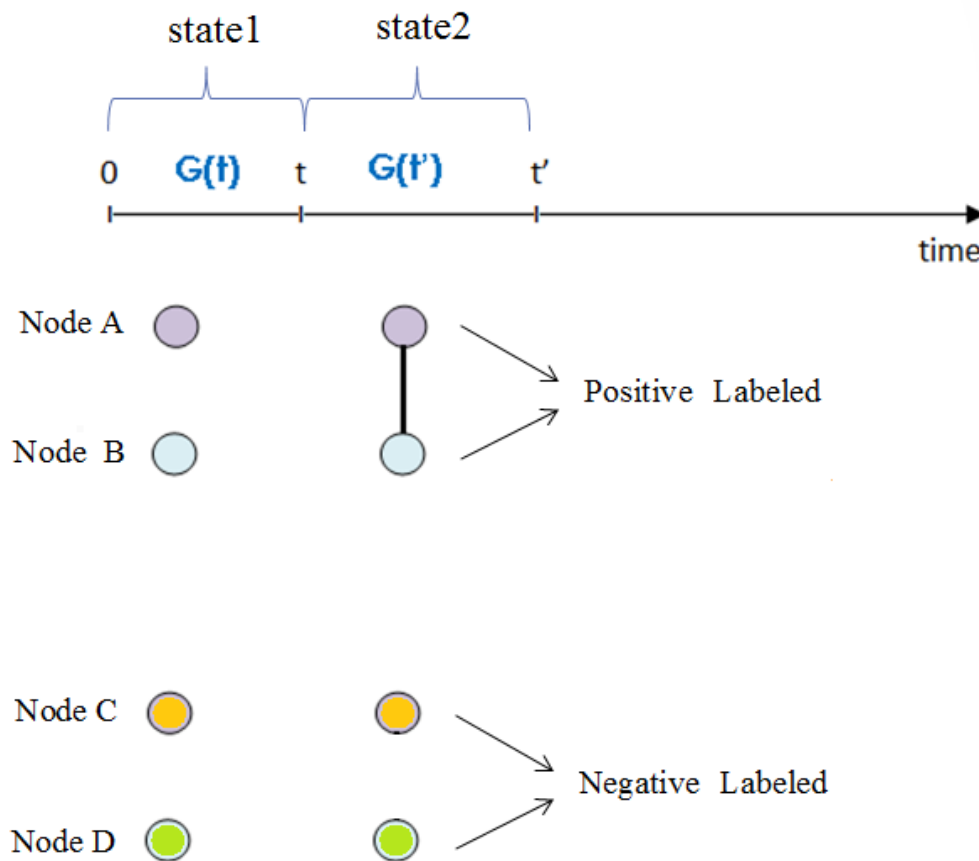 state1 state2
0 G(t) t G(t') t'
time
Node A
Positive Labeled
Node B
Node C
Negative Labeled
Node D